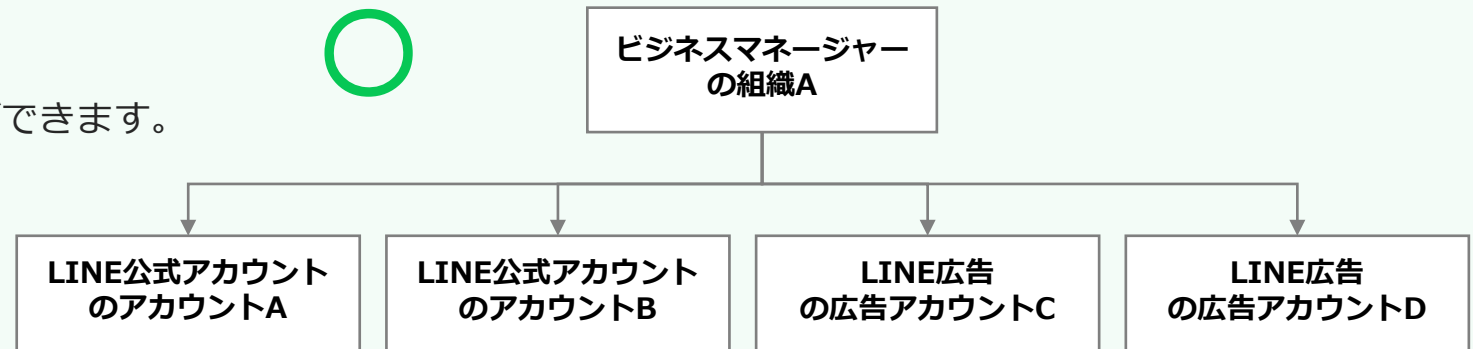 ビジネスマネージャー
の組織A
できます。
LINE公式アカウント
のアカウントA
LINE公式アカウント
のアカウントB
LINE広告
の広告アカウントC
LINE広告
の広告アカウントD